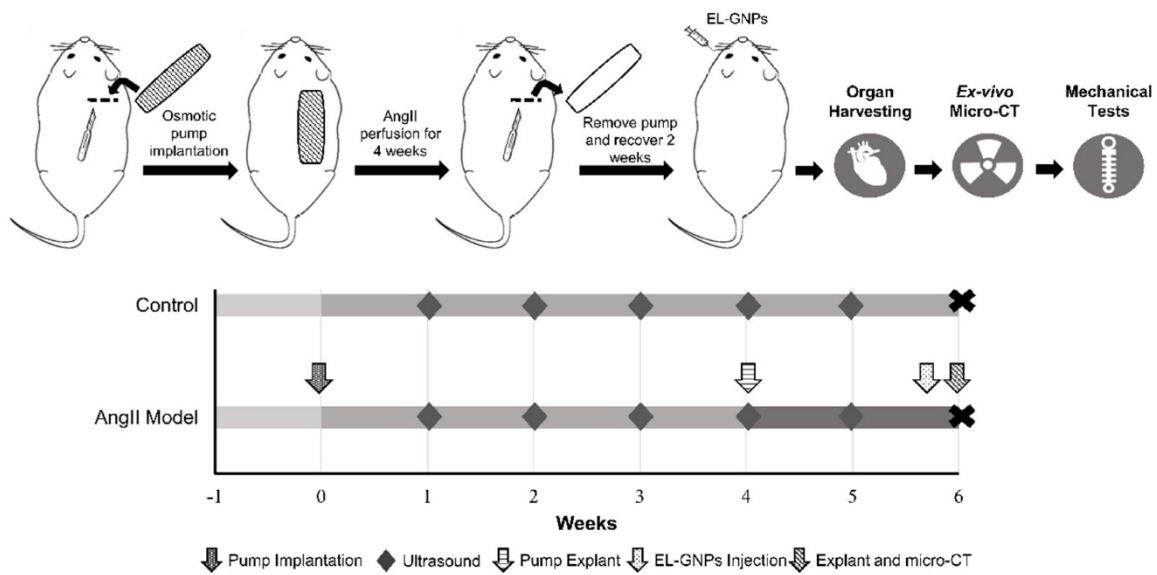 EL-GNPs
Osmotic
pump
implantation
AngII
perfusion for
4 weeks
Remove pump
and recover 2
weeks
Organ
Harvesting
Ex-vivo
Micro-CT
Mechanical
Tests
Control
AngII Model
-1 0 1 2 3 4 5 6
Weeks
Pump Implantation Ultrasound Pump Explant EL-GNPs Injection Explant and micro-CT